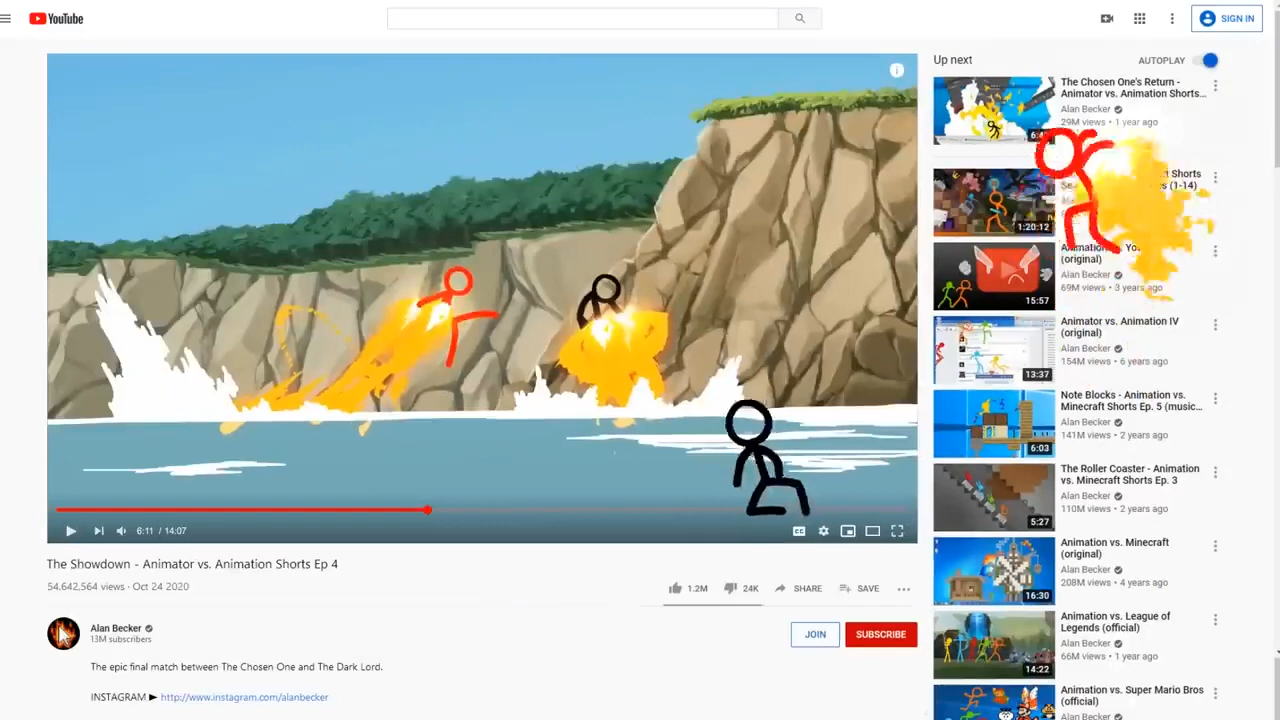 YouTube
SIGN IN
Up next
AUTOPLAY
The Chosen One's Return -
Animator vs. Animation Shorts...
Alan Becker
29M views • 1 year ago
Shorts
(1-14)
1:20:12
(original)
Alan Becker
69M views • 3 years ago
15:57
Animator vs. Animation IV
(original)
Alan Becker
154M views • 6 years ago
13:37
Note Blocks - Animation vs.
Minecraft Shorts Ep. 5 (music...
Alan Becker
141M views • 2 years ago
6:03
The Roller Coaster - Animation
vs. Minecraft Shorts Ep. 3
Alan Becker
110M views • 2 years ago
5:27
Animation vs. Minecraft
(original)
Alan Becker
208M views • 4 years ago
16:30
Animation vs. League of
Legends (official)
Alan Becker
66M views • 1 year ago
14:22
Animation vs. Super Mario Bros
(official)
Alan Becker
6:11 / 14:07
CC
The Showdown - Animator vs. Animation Shorts Ep 4
54,642,564 views · Oct 24 2020
1.2M 24K SHARE SAVE
Alan Becker
13M subscribers
JOIN SUBSCRIBE
The epic final match between The Chosen One and The Dark Lord.
INSTAGRAM ► http://www.instagram.com/alanbecker